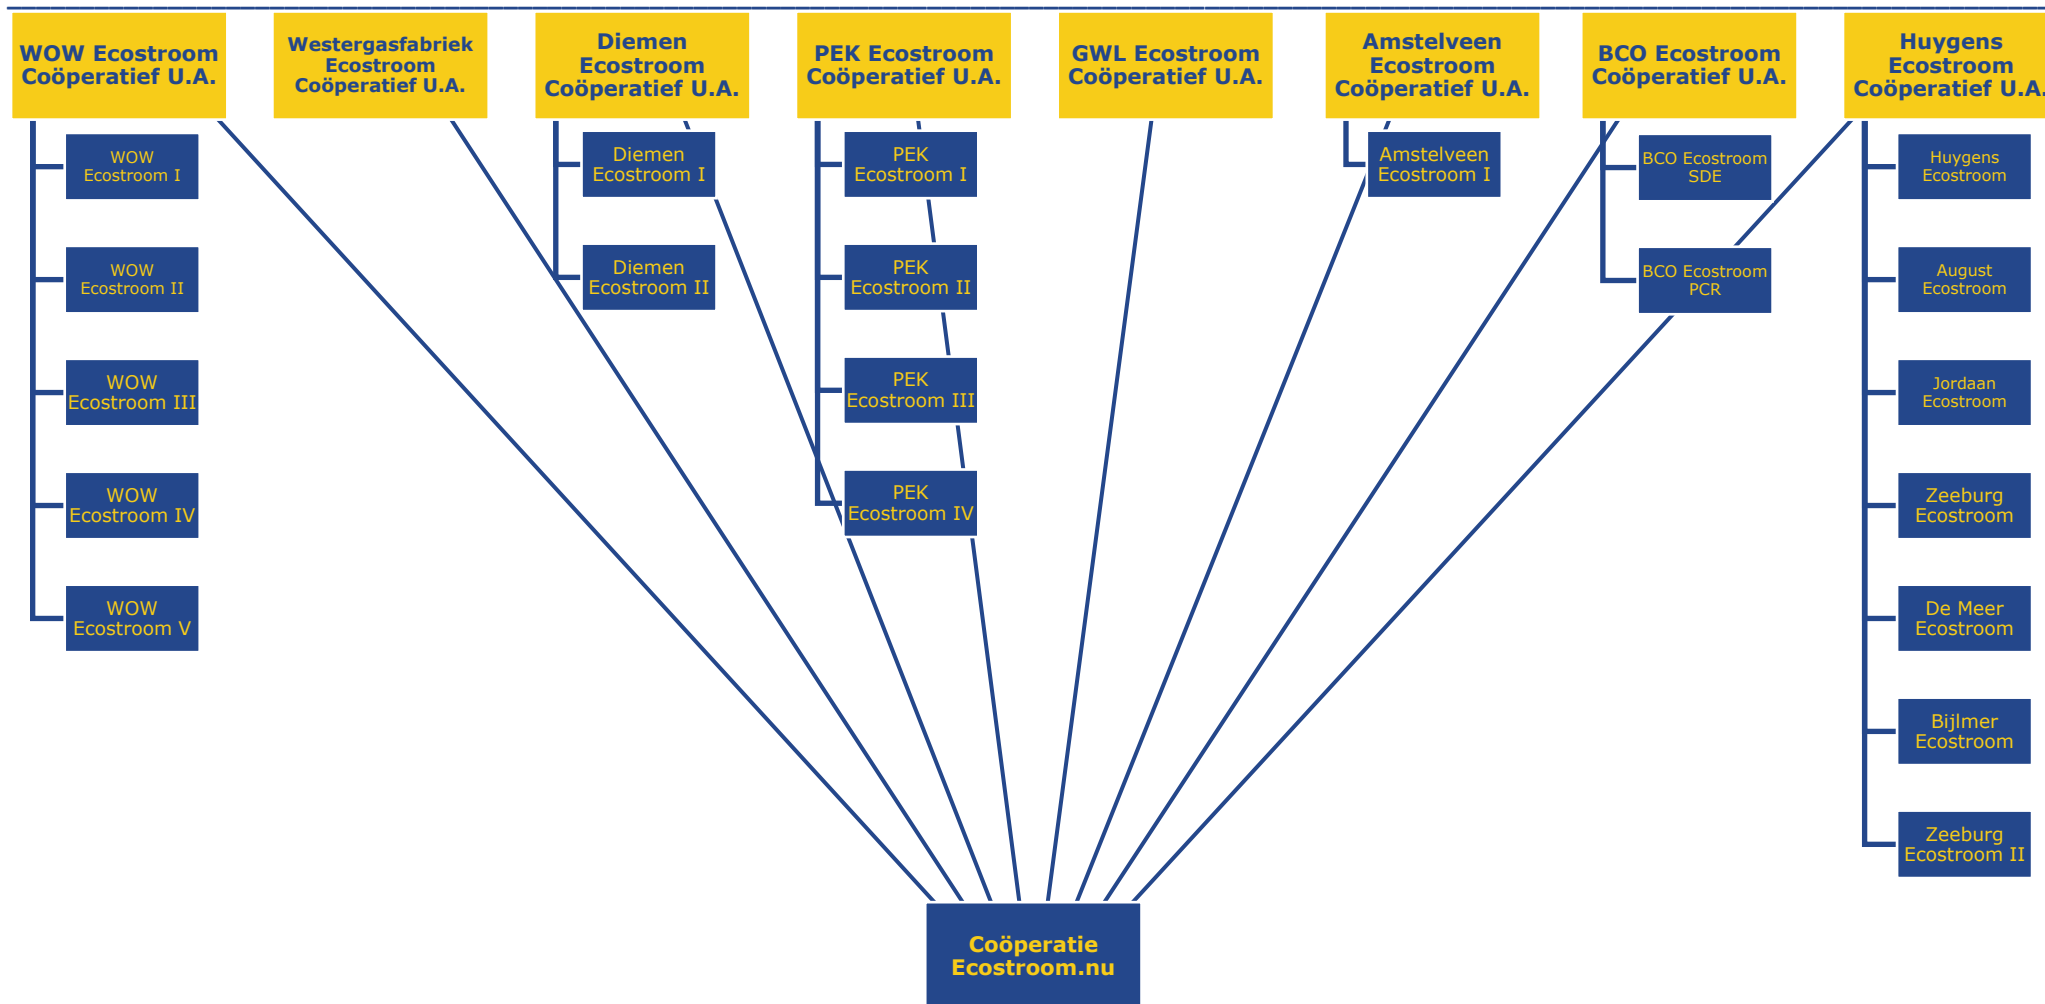 WOW Ecostroom
Coöperatief U.A.
WOW
Ecostroom I
WOW
Ecostroom II
WOW
Ecostroom III
WOW
Ecostroom IV
WOW
Ecostroom V
Westergasfabriek
Ecostroom
Coöperatief U.A.
Diemen
Ecostroom
Coöperatief U.A.
Diemen
Ecostroom I
Diemen
Ecostroom II
PEK Ecostroom
Coöperatief U.A.
PEK
Ecostroom I
PEK
Ecostroom II
PEK
Ecostroom III
PEK
Ecostroom IV
GWL Ecostroom
Coöperatief U.A.
Amstelveen
Ecostroom
Coöperatief U.A.
Amstelveen
Ecostroom I
BCO Ecostroom
Coöperatief U.A.
BCO Ecostroom
SDE
BCO Ecostroom
PCR
Huygens
Ecostroom
Coöperatief U.A.
Huygens
Ecostroom
August
Ecostroom
Jordaan
Ecostroom
Zeeburg
Ecostroom
De Meer
Ecostroom
Bijlmer
Ecostroom
Zeeburg
Ecostroom II
Coöperatie
Ecostroom.nu